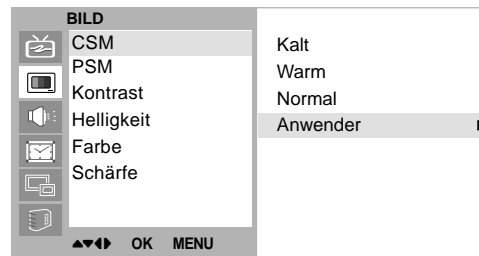 BILD
CSM
PSM
Kontrast
Helligkeit
Farbe
Schärfe
Kalt
Warm
Normal
Anwender
▲▼◀▶ OK MENU